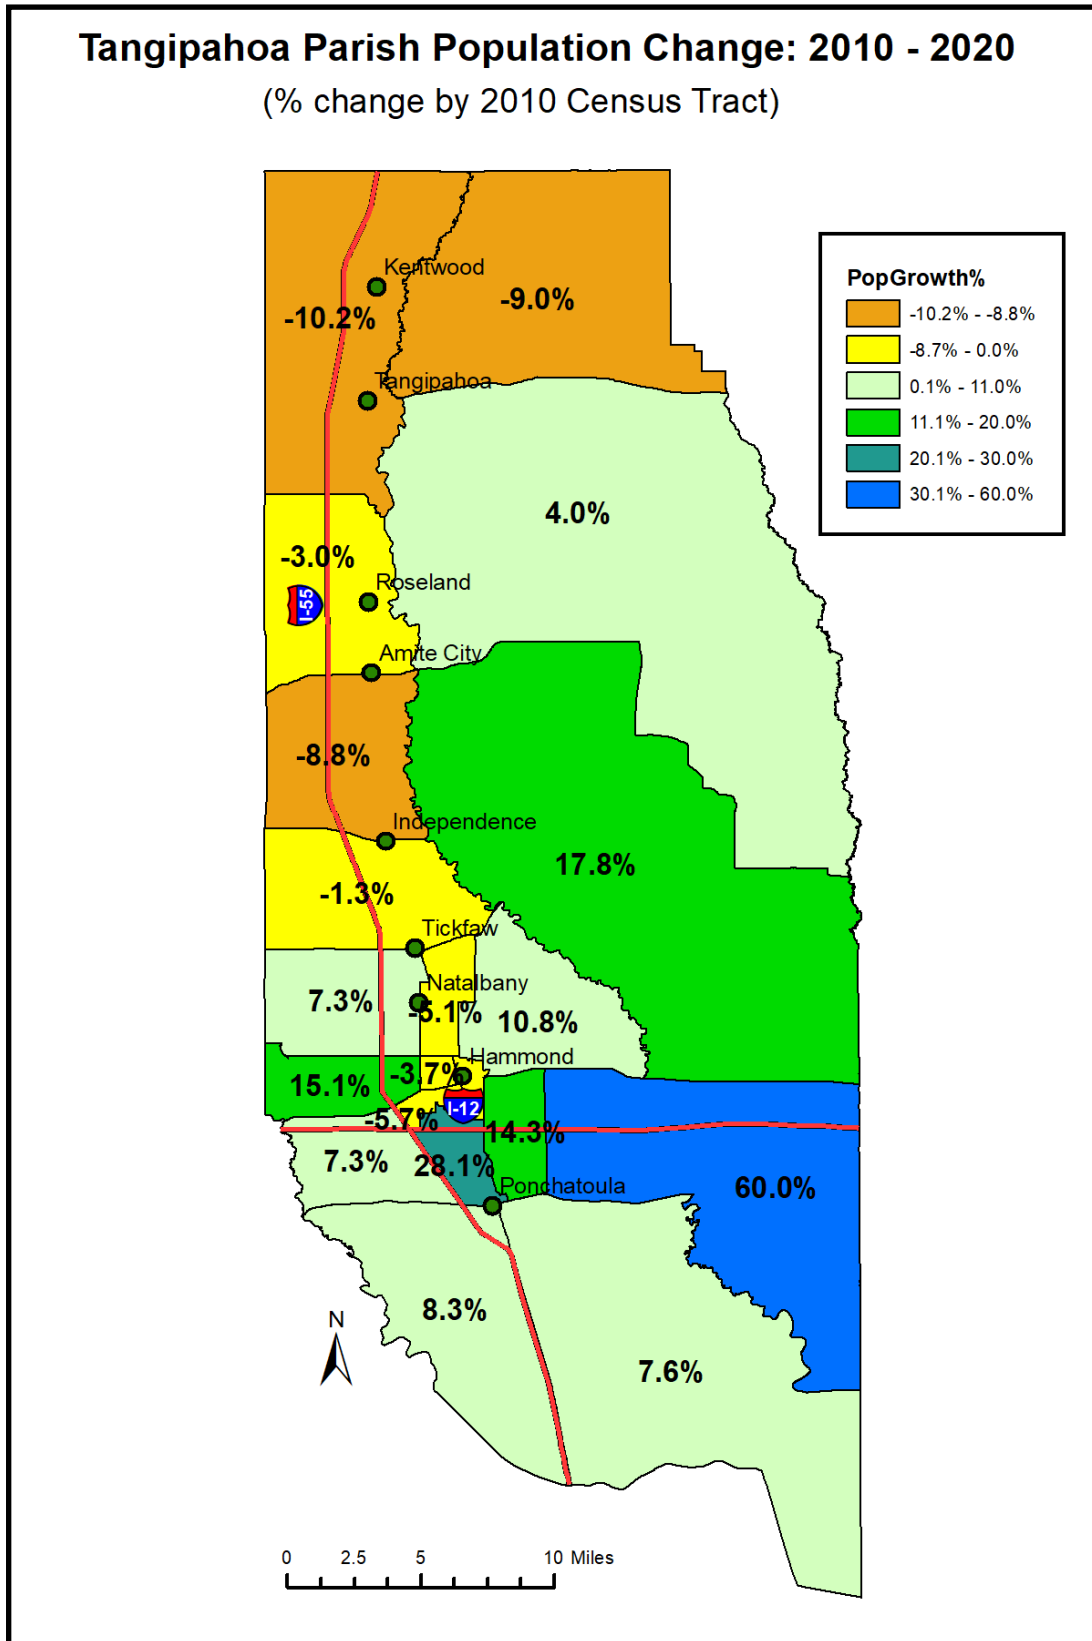 Tangipahoa Parish Population Change: 2010 - 2020
(% change by 2010 Census Tract)
PopGrowth%
-10.2% - -8.8%
-8.7% - 0.0%
0.1% - 11.0%
11.1% - 20.0%
20.1% - 30.0%
30.1% - 60.0%
Kentwood
-10.2%
-9.0%
Tangipahoa
4.0%
-3.0%
Roseland
I-55
Amite City
-8.8%
Independence
17.8%
-1.3%
Tickfaw
Natalbany
7.3%
-5.1%
10.8%
Hammond
15.1%
-3.7%
I-12
-5.7%
14.3%
7.3%
28.1%
Ponchatoula
60.0%
8.3%
N
7.6%
0 2.5 5 10 Miles